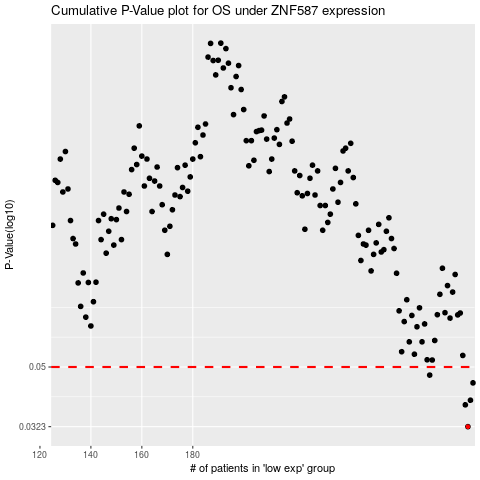 Cumulative P-Value plot for OS under ZNF587 expression
P-Value(log10)
0.05
0.0323
120 140 160 180
# of patients in 'low exp' group